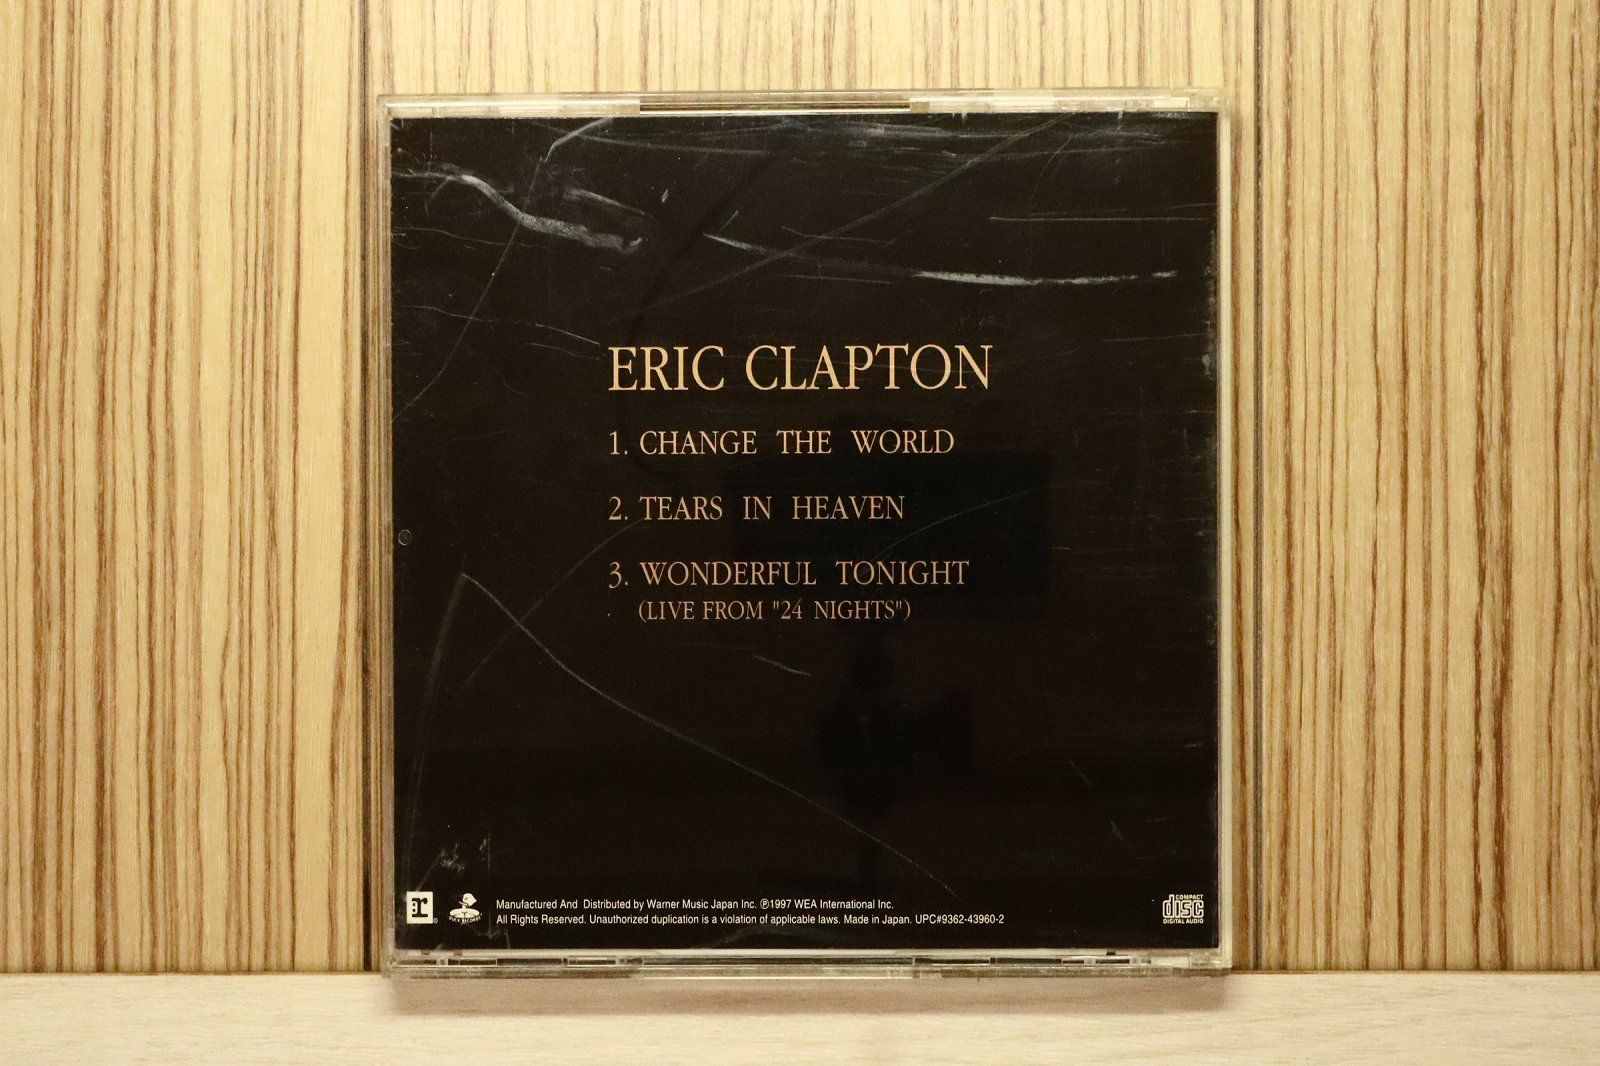 ERIC CLAPTON
1. CHANGE THE WORLD
2. TEARS IN HEAVEN
3. WONDERFUL TONIGHT
(LIVE FROM "24 NIGHTS")
r®
DUCK RECORDS
Manufactured And Distributed by Warner Music Japan Inc. ℗1997 WEA International Inc.
All Rights Reserved. Unauthorized duplication is a violation of applicable laws. Made in Japan. UPC#9362-43960-2
COMPACT
disc
DIGITAL AUDIO